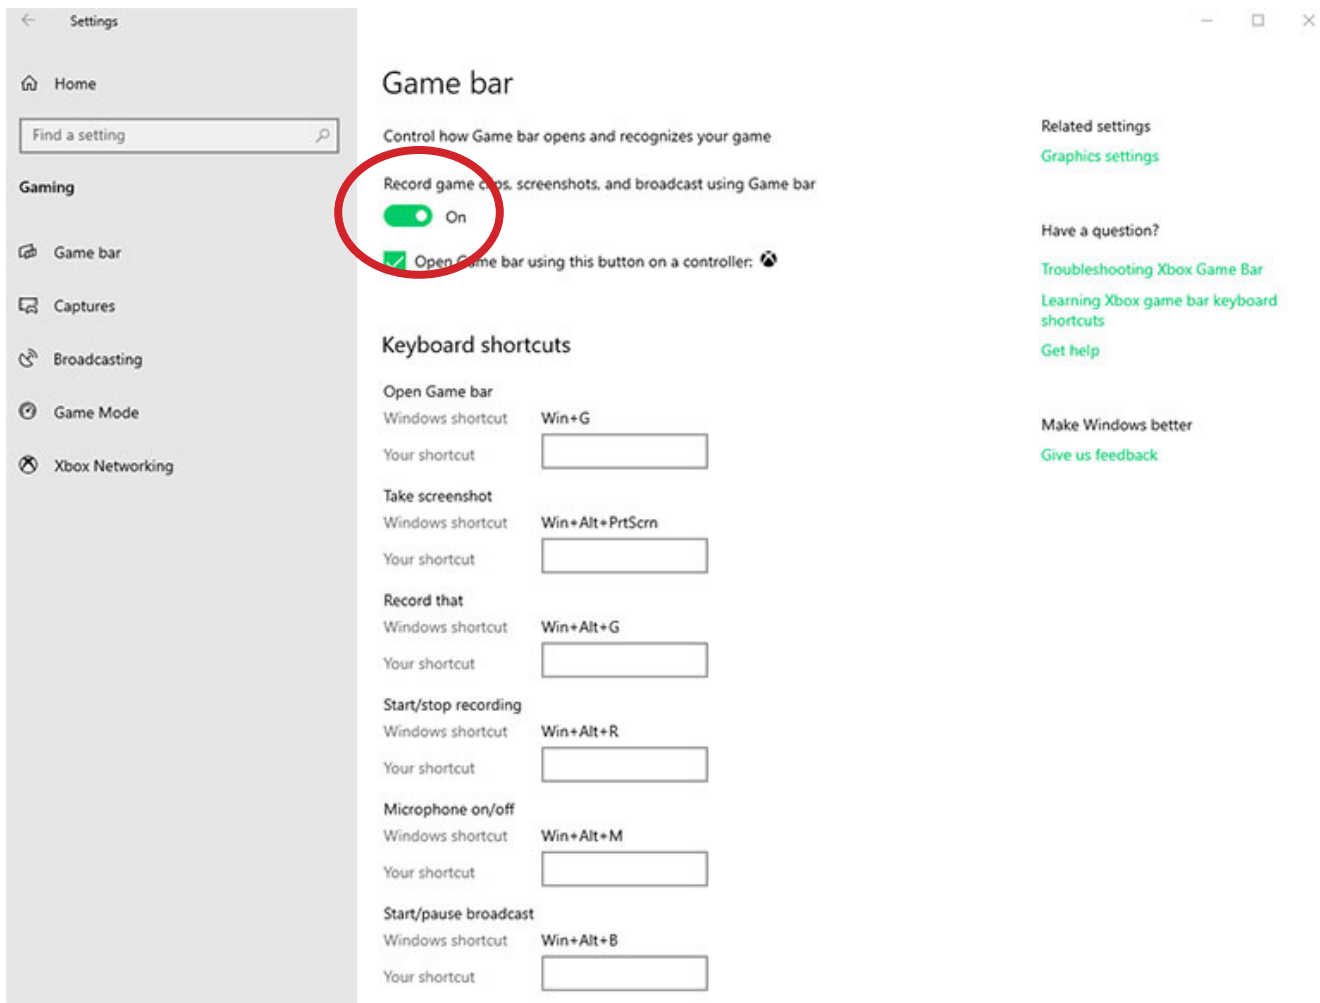 Settings
Home
Find a setting
Gaming
Game bar
Captures
Broadcasting
Game Mode
Xbox Networking
Game bar
Control how Game bar opens and recognizes your game
Record game clips, screenshots, and broadcast using Game bar
On
Open Game bar using this button on a controller:
Keyboard shortcuts
Open Game bar
Windows shortcut Win+G
Your shortcut
Take screenshot
Windows shortcut Win+Alt+PrtScrn
Your shortcut
Record that
Windows shortcut Win+Alt+G
Your shortcut
Start/stop recording
Windows shortcut Win+Alt+R
Your shortcut
Microphone on/off
Windows shortcut Win+Alt+M
Your shortcut
Start/pause broadcast
Windows shortcut Win+Alt+B
Your shortcut
Related settings
Graphics settings
Have a question?
Troubleshooting Xbox Game Bar
Learning Xbox game bar keyboard
shortcuts
Get help
Make Windows better
Give us feedback